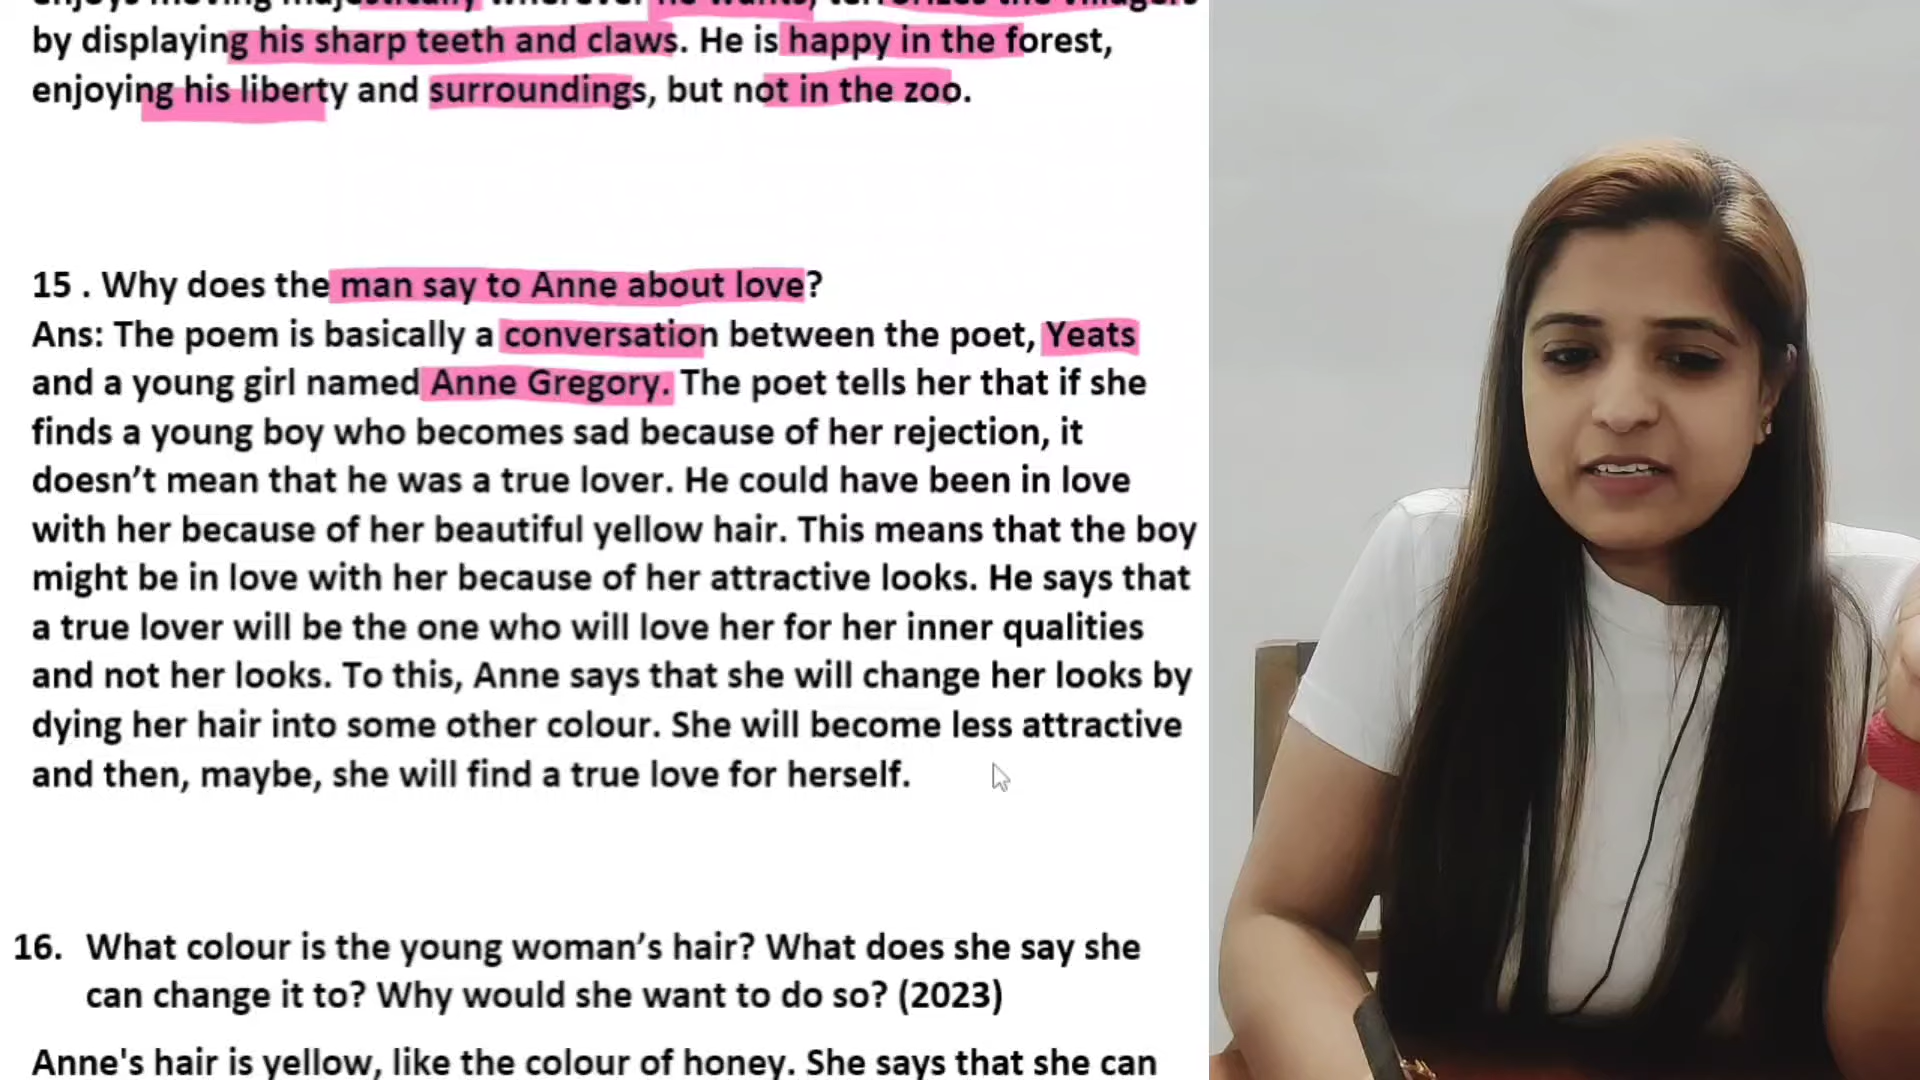 enjoys moving majestically wherever he wants, terrorizes the villagers
by displaying his sharp teeth and claws. He is happy in the forest,
enjoying his liberty and surroundings, but not in the zoo.
15 . Why does the man say to Anne about love?
Ans: The poem is basically a conversation between the poet, Yeats
and a young girl named Anne Gregory. The poet tells her that if she
finds a young boy who becomes sad because of her rejection, it
doesn’t mean that he was a true lover. He could have been in love
with her because of her beautiful yellow hair. This means that the boy
might be in love with her because of her attractive looks. He says that
a true lover will be the one who will love her for her inner qualities
and not her looks. To this, Anne says that she will change her looks by
dying her hair into some other colour. She will become less attractive
and then, maybe, she will find a true love for herself.
16. What colour is the young woman’s hair? What does she say she
can change it to? Why would she want to do so? (2023)
Anne's hair is yellow, like the colour of honey. She says that she can